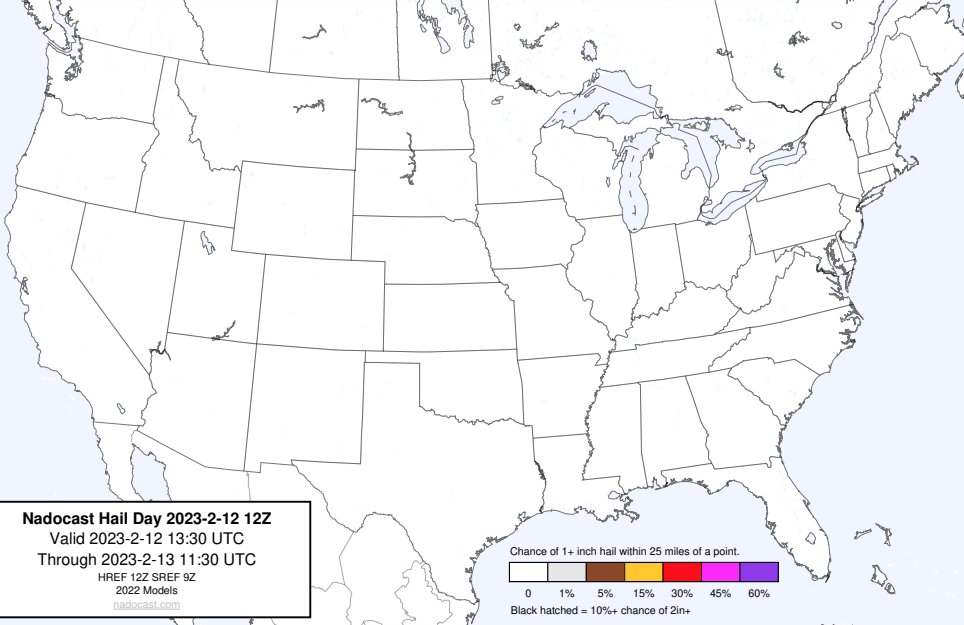 Nadocast Hail Day 2023-2-12 12Z
Valid 2023-2-12 13:30 UTC
Through 2023-2-13 11:30 UTC
HREF 12Z SREF 9Z
2022 Models
nadocast.com
Chance of 1+ inch hail within 25 miles of a point.
0 1% 5% 15% 30% 45% 60%
Black hatched = 10%+ chance of 2in+